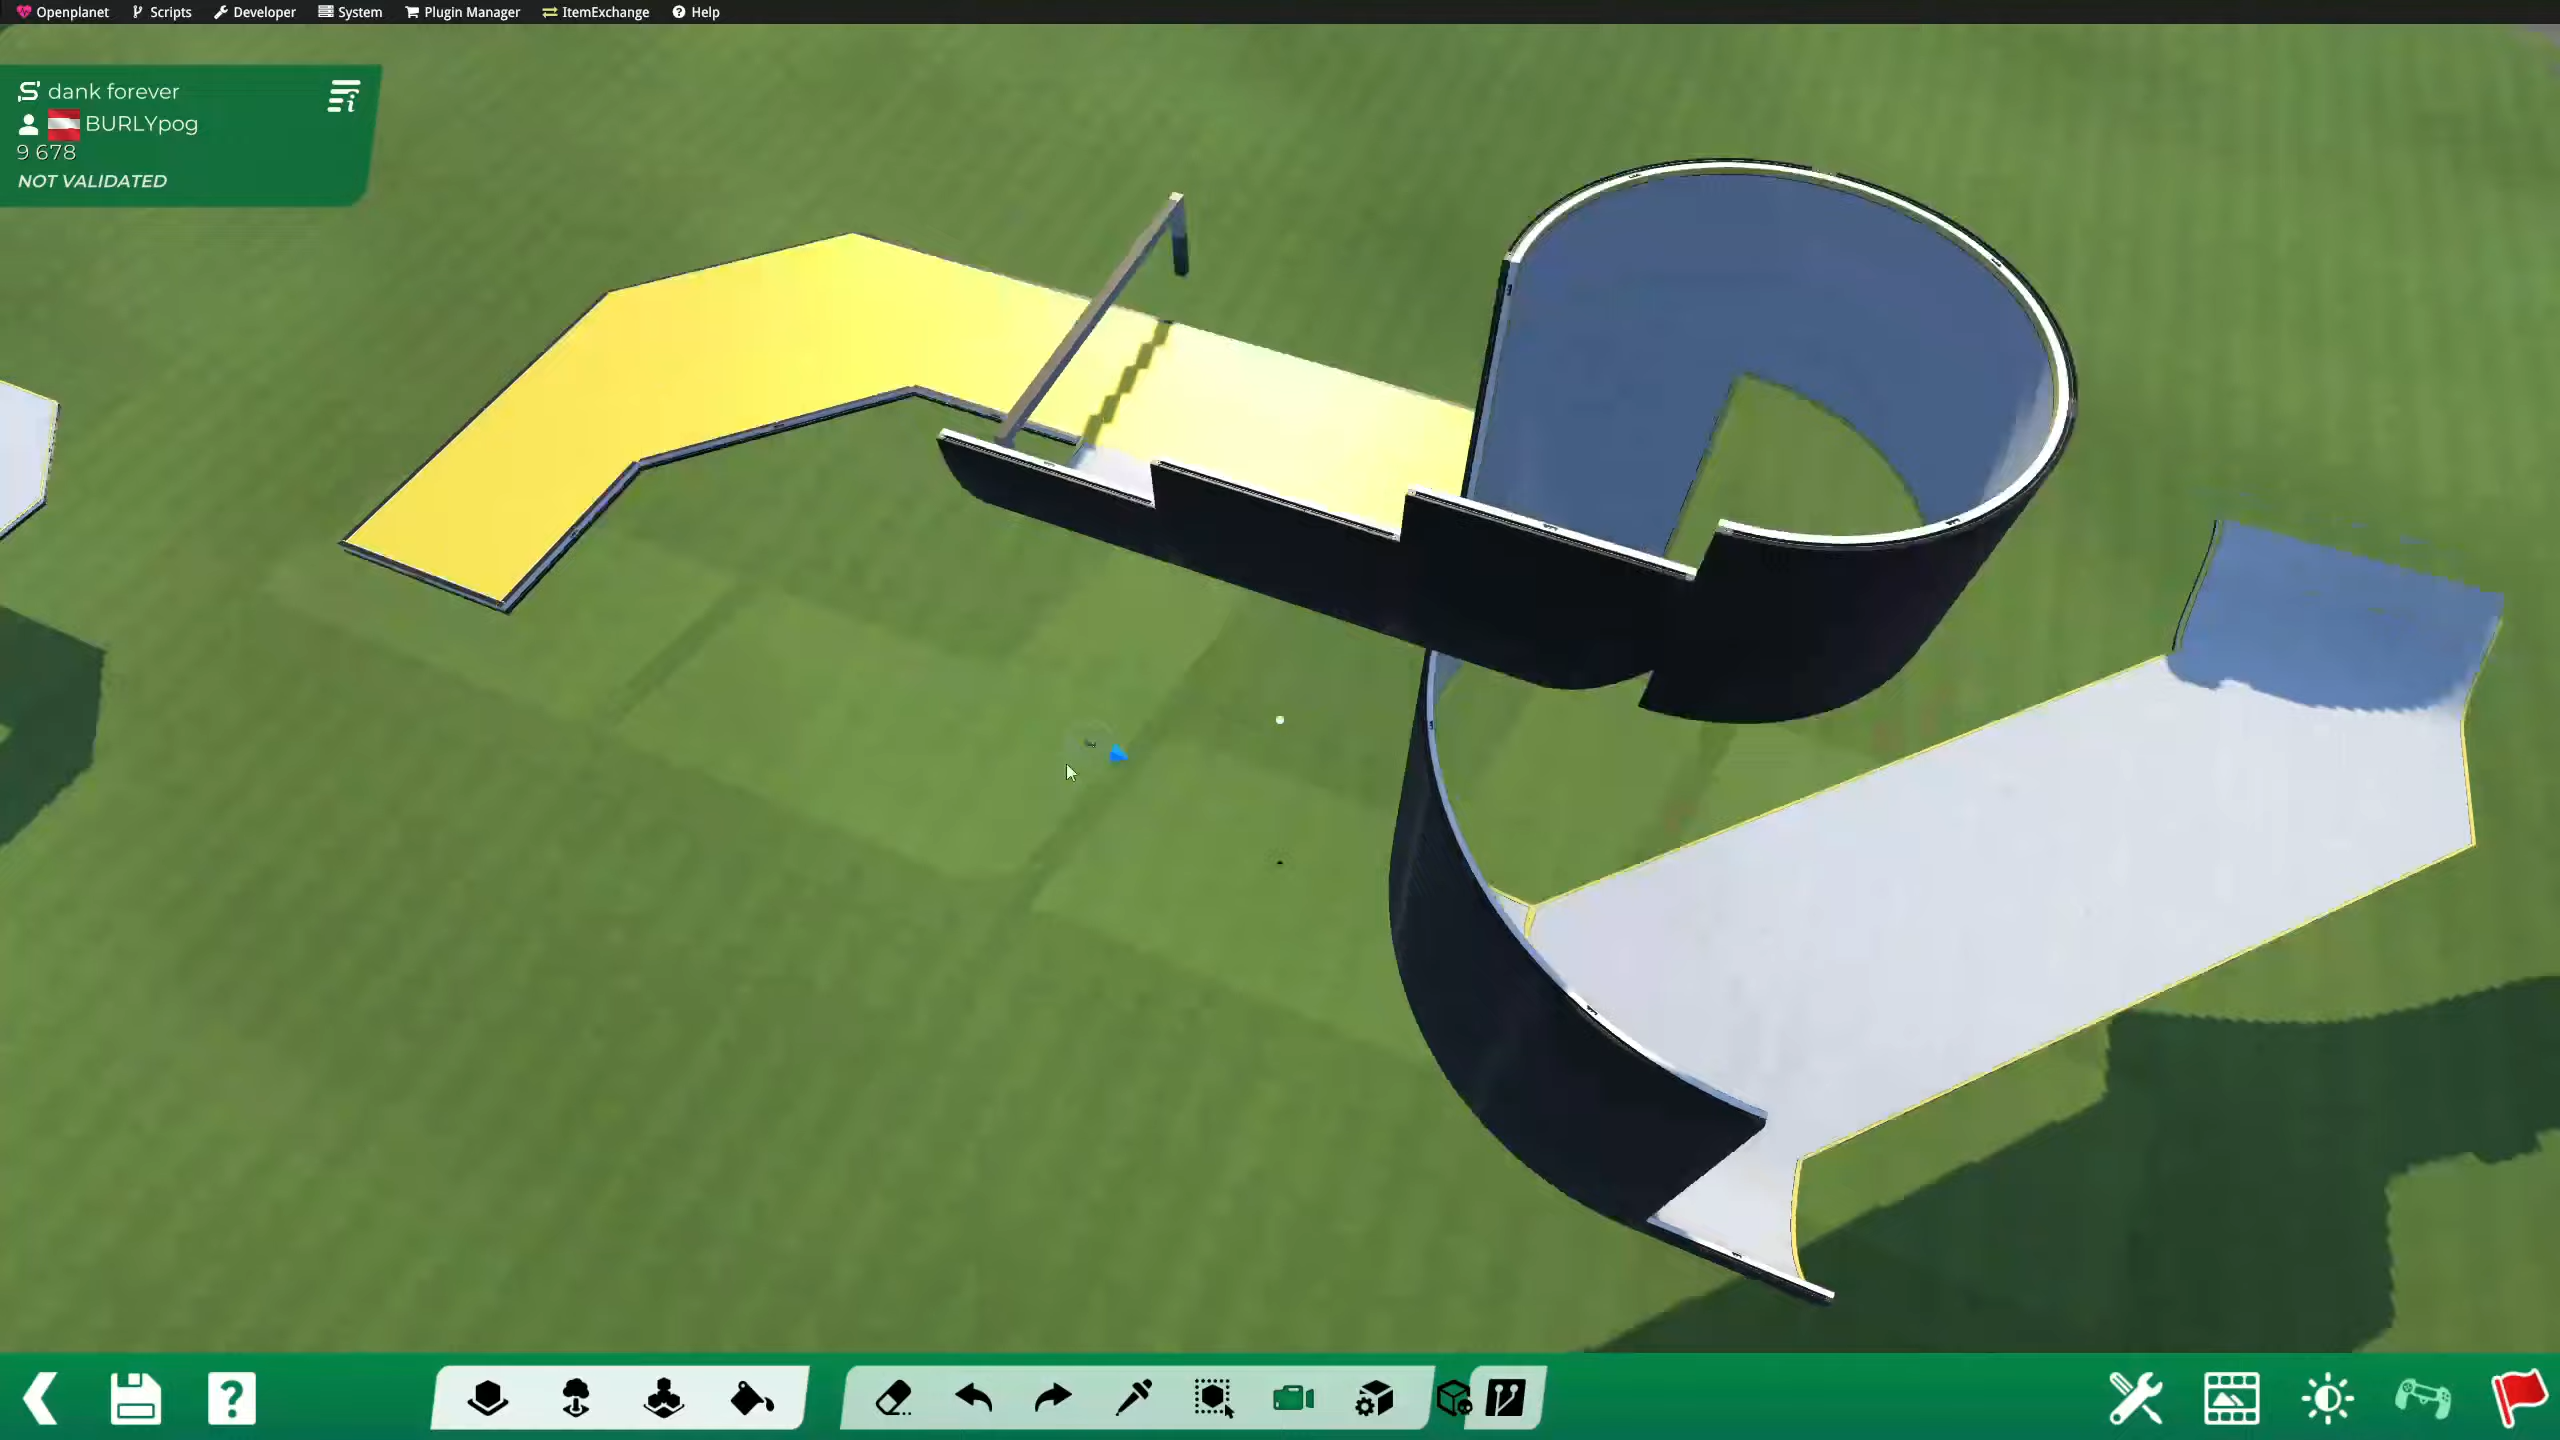 Openplanet Scripts Developer System Plugin Manager ItemExchange Help
dank forever
BURLYpog
9 678
NOT VALIDATED